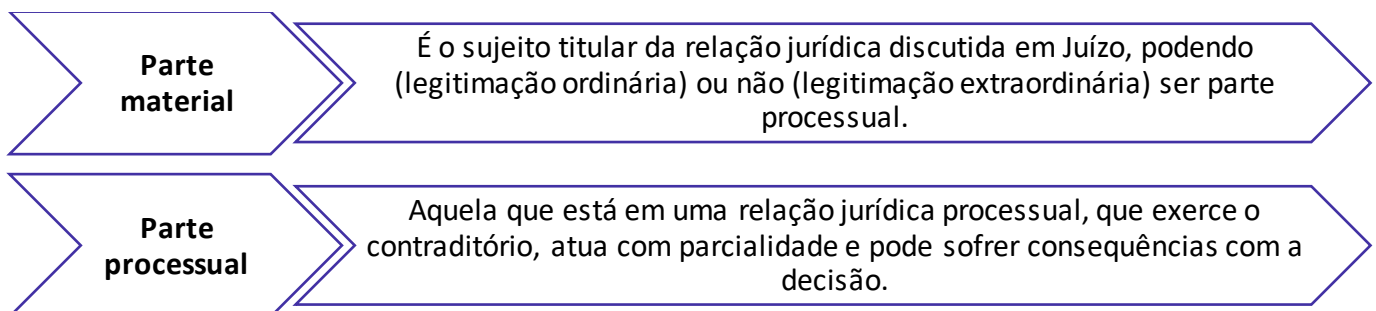 Parte
material
É o sujeito titular da relação jurídica discutida em Juízo, podendo
(legitimação ordinária) ou não (legitimação extraordinária) ser parte
processual.
Parte
processual
Aquela que está em uma relação jurídica processual, que exerce o
contraditório, atua com parcialidade e pode sofrer consequências com a
decisão.